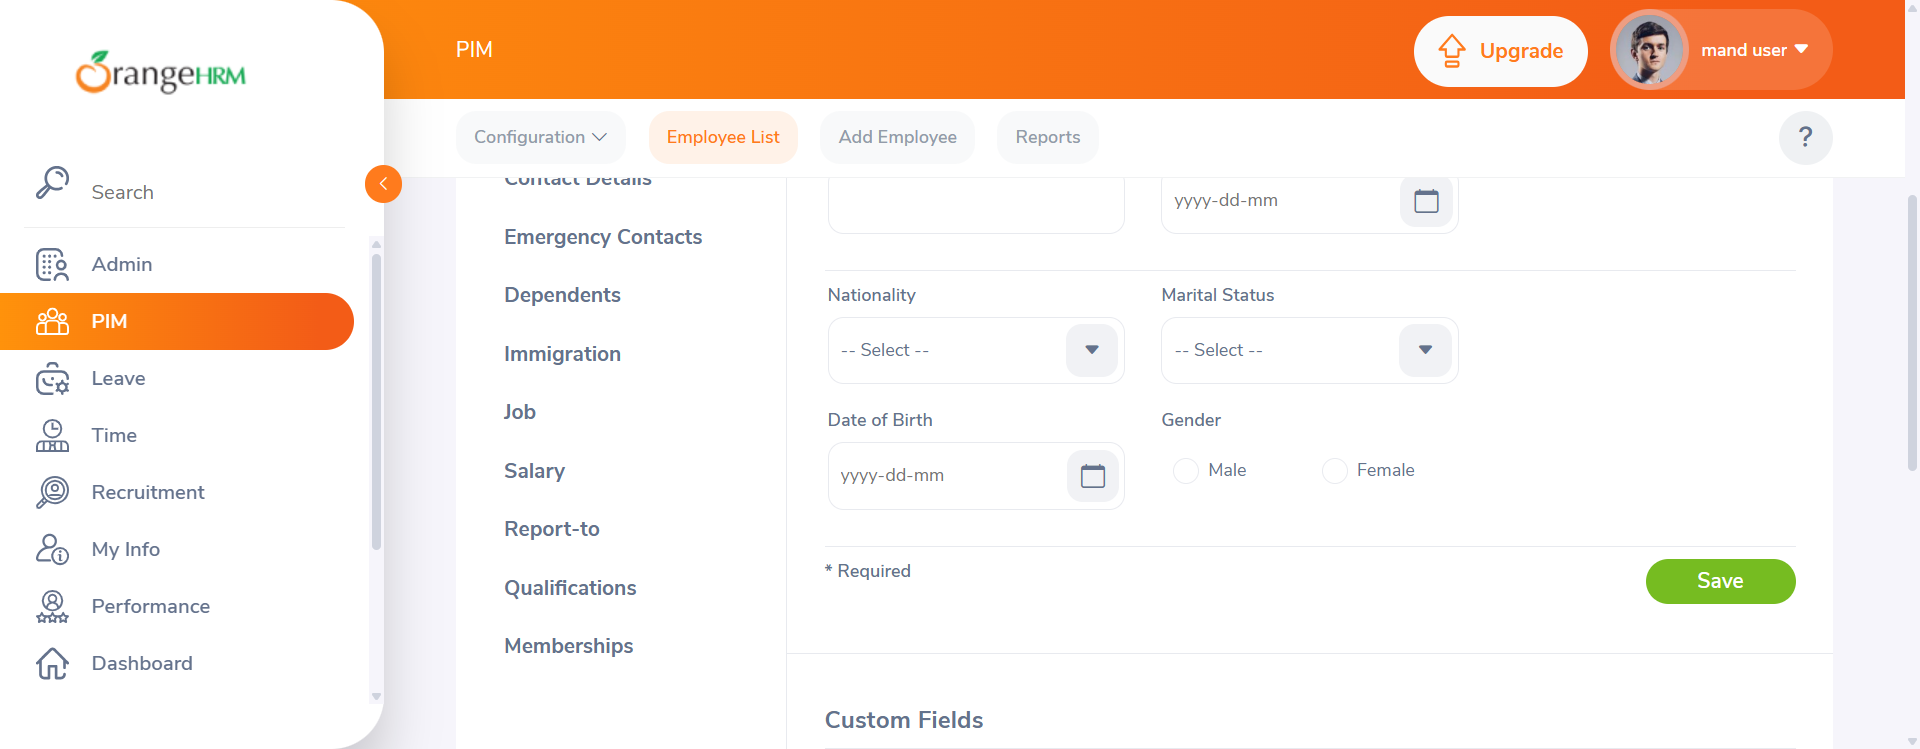 OrangeHRM
PIM
Upgrade
mand user
Search
Admin
PIM
Leave
Time
Recruitment
My Info
Performance
Dashboard
Configuration
Employee List
Add Employee
Reports
?
Contact Details
Emergency Contacts
Dependents
Immigration
Job
Salary
Report-to
Qualifications
Memberships
yyyy-dd-mm
Nationality
Marital Status
-- Select --
-- Select --
Date of Birth
Gender
yyyy-dd-mm
Male
Female
* Required
Save
Custom Fields